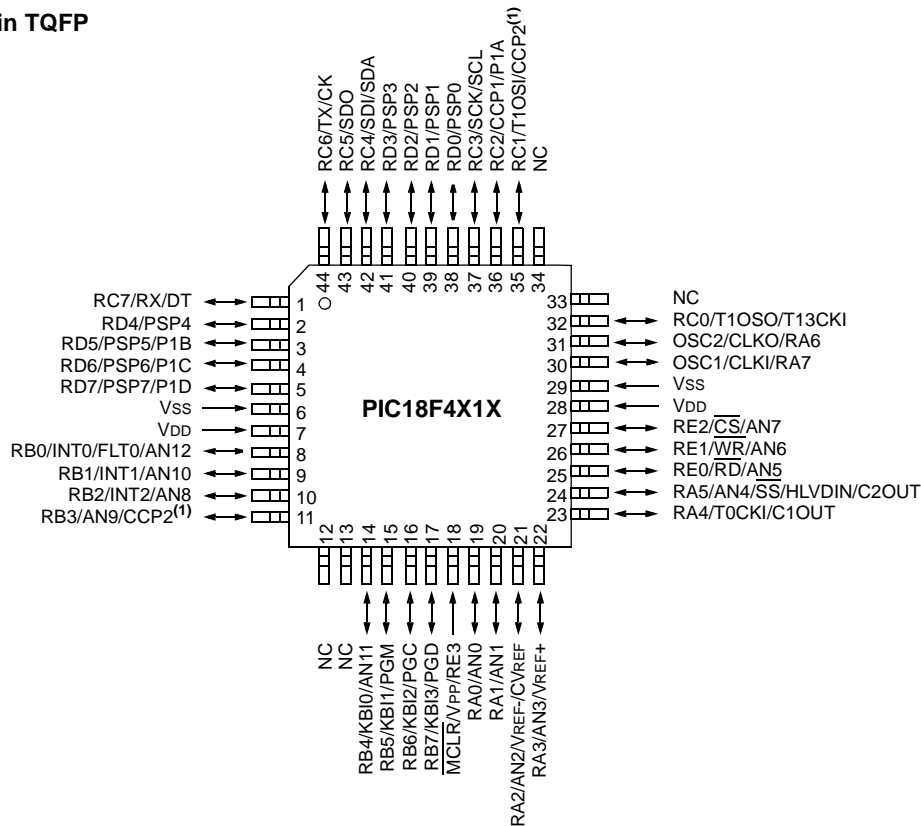 in TQFP
RC6/TX/CK
RC5/SDO
RC4/SDI/SDA
RD3/PSP3
RD2/PSP2
RD1/PSP1
RD0/PSP0
RC3/SCK/SCL
RC2/CCP1/P1A
RC1/T1OSI/CCP2(1)
NC
44
43
42
41
40
39
38
37
36
35
34
RC7/RX/DT 1
RD4/PSP4 2
RD5/PSP5/P1B 3
RD6/PSP6/P1C 4
RD7/PSP7/P1D 5
VSS 6
VDD 7
RB0/INT0/FLT0/AN12 8
RB1/INT1/AN10 9
RB2/INT2/AN8 10
RB3/AN9/CCP2(1) 11
PIC18F4X1X
33 NC
32 RC0/T1OSO/T13CKI
31 OSC2/CLKO/RA6
30 OSC1/CLKI/RA7
29 VSS
28 VDD
27 RE2/CS/AN7
26 RE1/WR/AN6
25 RE0/RD/AN5
24 RA5/AN4/SS/HLVDIN/C2OUT
23 RA4/T0CKI/C1OUT
12
13
14
15
16
17
18
19
20
21
22
NC
NC
RB4/KBI0/AN11
RB5/KBI1/PGM
RB6/KBI2/PGC
RB7/KBI3/PGD
MCLR/VPP/RE3
RA0/AN0
RA1/AN1
RA2/AN2/VREF-/CVREF
RA3/AN3/VREF+